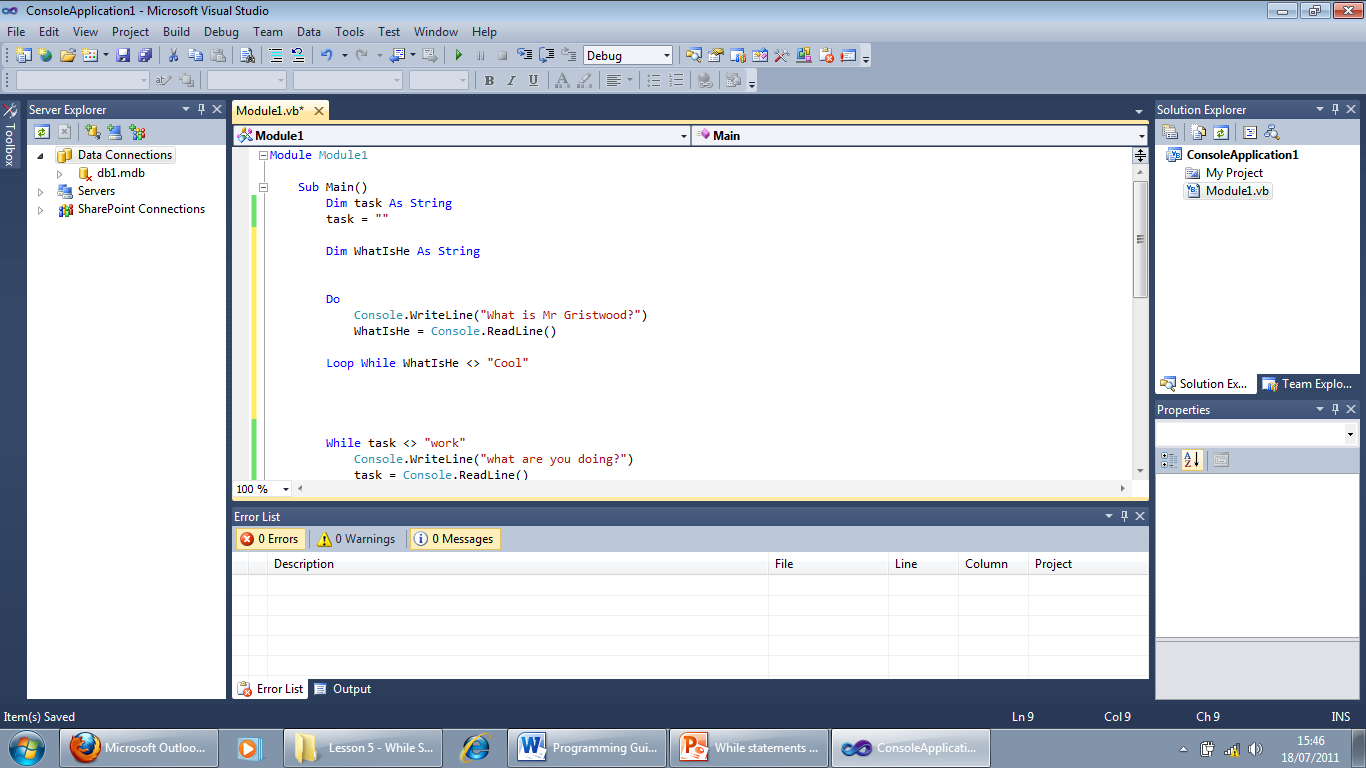 ConsoleApplication1 - Microsoft Visual Studio
File Edit View Project Build Debug Team Data Tools Test Window Help
Debug
B I U
Toolbox
Server Explorer
Data Connections
db1.mdb
Servers
SharePoint Connections
Module1.vb*
Module1 Main
Module Module1
Sub Main()
Dim task As String
task = ""
Dim WhatIsHe As String
Do
Console.WriteLine("What is Mr Gristwood?")
WhatIsHe = Console.ReadLine()
Loop While WhatIsHe <> "Cool"
While task <> "work"
Console.WriteLine("what are you doing?")
task = Console.ReadLine()
100 %
Error List
0 Errors 0 Warnings 0 Messages
Description File Line Column Project
Error List Output
Solution Explorer
ConsoleApplication1
My Project
Module1.vb
Solution Ex... Team Explo...
Properties
Item(s) Saved Ln 9 Col 9 Ch 9 INS
Microsoft Outloo... Lesson 5 - While S... Programming Gui... While statements ... ConsoleApplicati...
15:46
18/07/2011